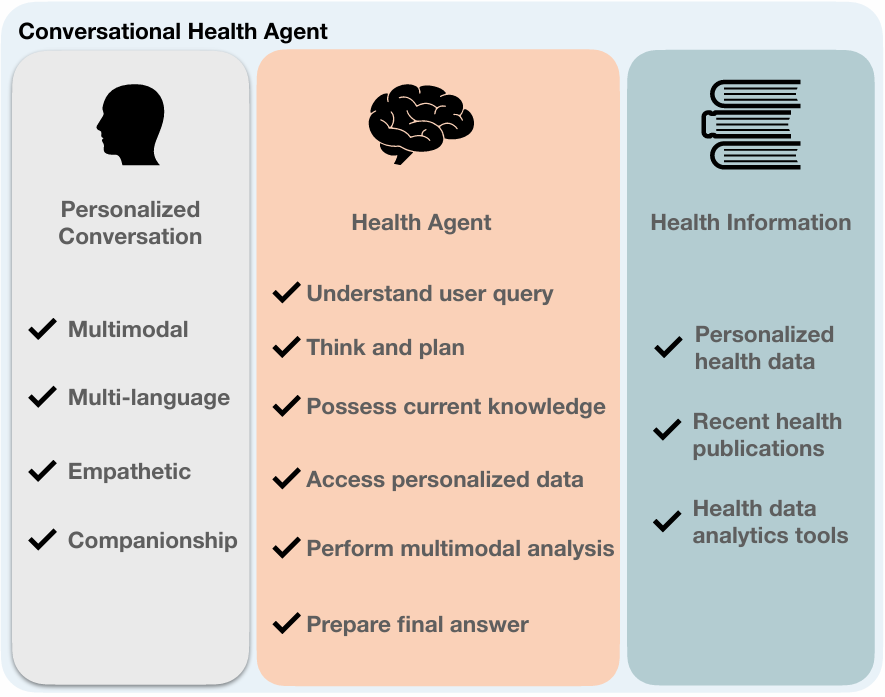 Conversational Health Agent
Personalized
Conversation
Multimodal
Multi-language
Empathetic
Companionship
Health Agent
Understand user query
Think and plan
Possess current knowledge
Access personalized data
Perform multimodal analysis
Prepare final answer
Health Information
Personalized
health data
Recent health
publications
Health data
analytics tools